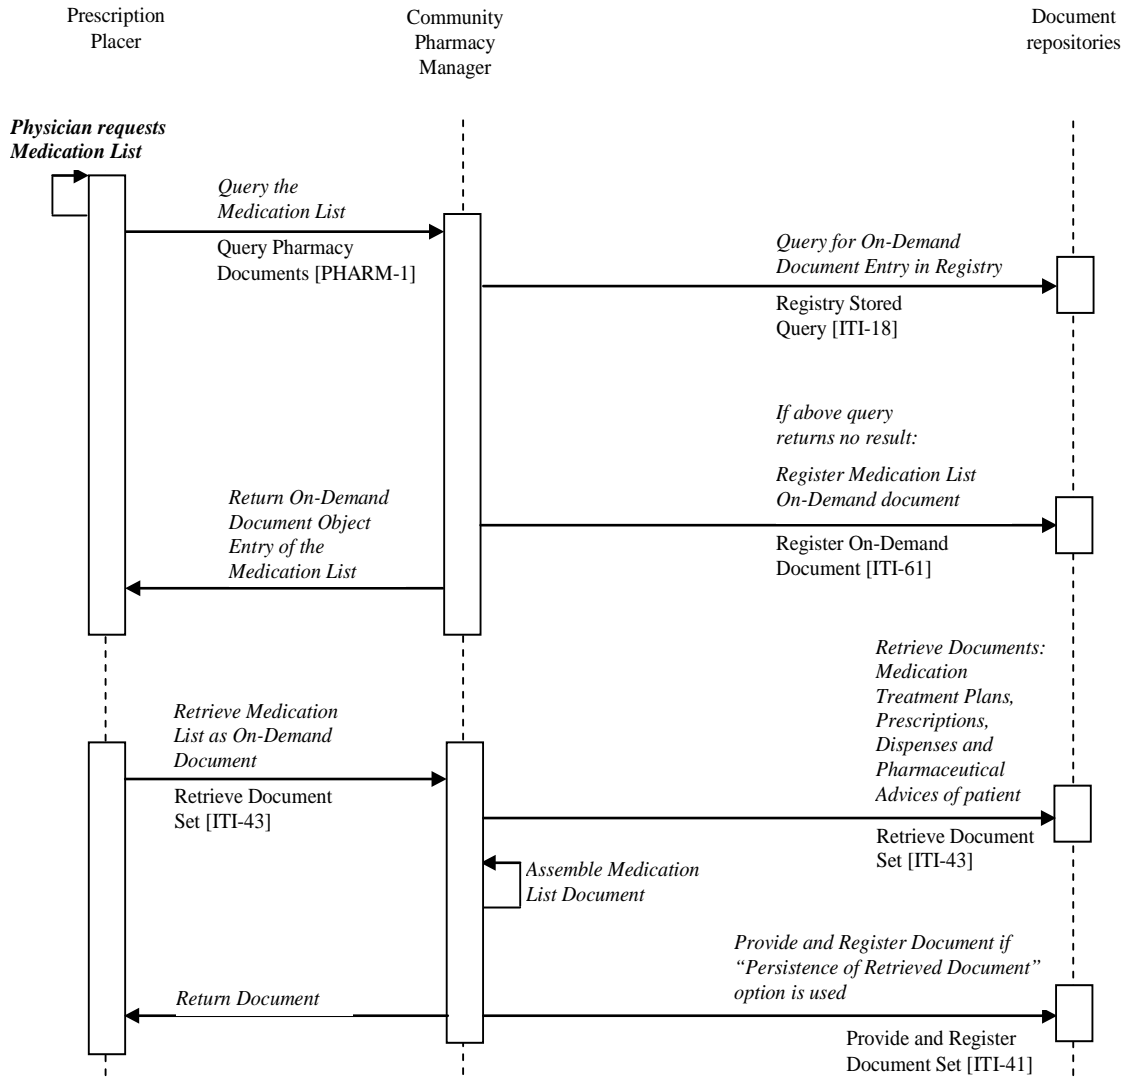 Prescription
Placer
Community
Pharmacy
Manager
Document
repositories
Physician requests
Medication List
Query the
Medication List
Query Pharmacy
Documents [PHARM-1]
Query for On-Demand
Document Entry in Registry
Registry Stored
Query [ITI-18]
If above query
returns no result:
Register Medication List
On-Demand document
Register On-Demand
Document [ITI-61]
Return On-Demand
Document Object
Entry of the
Medication List
Retrieve Medication
List as On-Demand
Document
Retrieve Document
Set [ITI-43]
Retrieve Documents:
Medication
Treatment Plans,
Prescriptions,
Dispenses and
Pharmaceutical
Advices of patient
Retrieve Document
Set [ITI-43]
Assemble Medication
List Document
Provide and Register Document if
“Persistence of Retrieved Document”
option is used
Return Document
Provide and Register
Document Set [ITI-41]